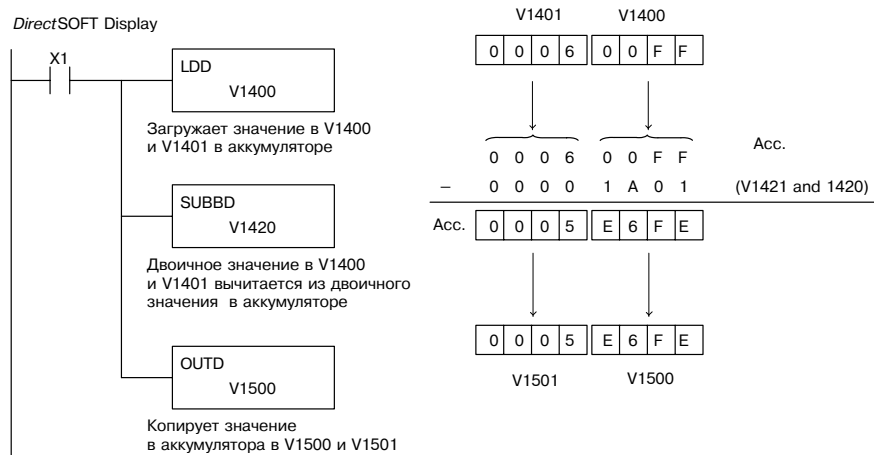 DirectSOFT Display
X1
LDD
V1400
Загружает значение в V1400
и V1401 в аккумуляторе
SUBBD
V1420
Двоичное значение в V1400
и V1401 вычитается из двоичного
значения в аккумуляторе
OUTD
V1500
Копирует значение
в аккумулятора в V1500 и V1501
V1401 V1400
0 0 0 6 0 0 F F
0 0 0 6 0 0 F F Acc.
– 0 0 0 0 1 A 0 1 (V1421 and 1420)
Acc. 0 0 0 5 E 6 F E
0 0 0 5 E 6 F E
V1501 V1500